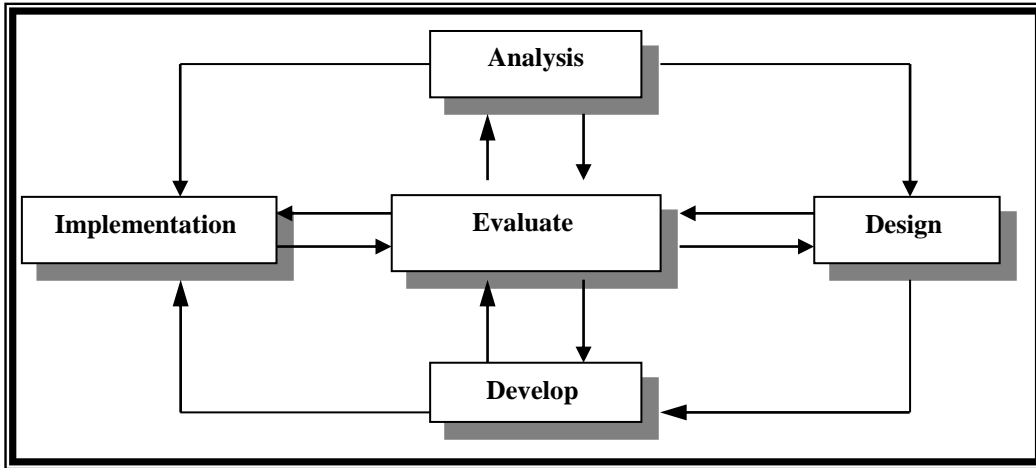 Analysis
Implementation
Evaluate
Design
Develop